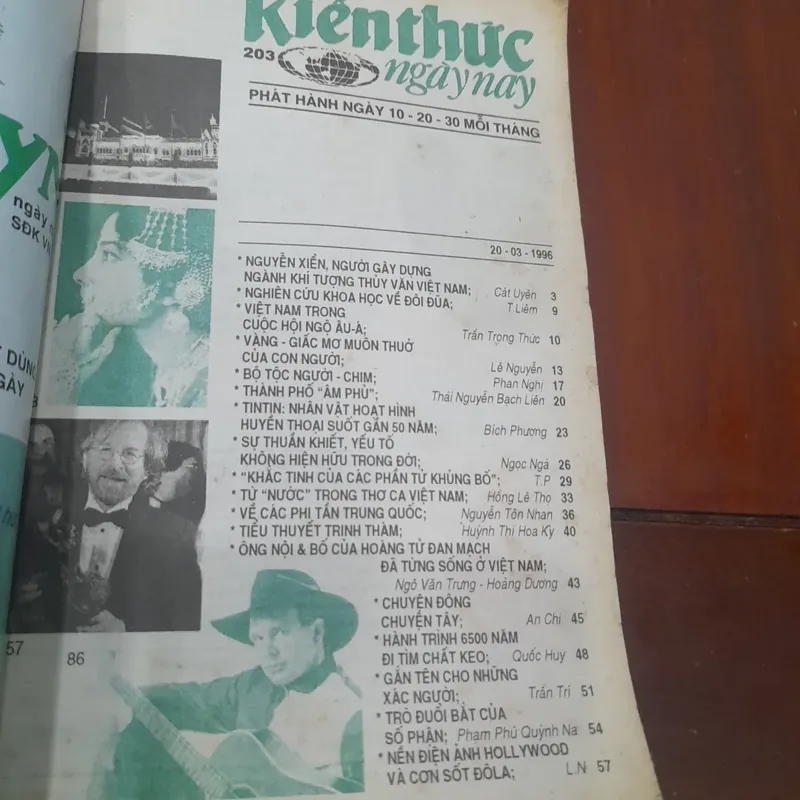 Kiến thức
203
ngày nay
PHÁT HÀNH NGÀY 10 - 20 - 30 MỖI THÁNG
20 - 03 - 1996
* NGUYỄN XIỂN, NGƯỜI GÂY DỰNG
NGÀNH KHÍ TƯỢNG THỦY VĂN VIỆT NAM; Cát Uyên 3
* NGHIÊN CỨU KHOA HỌC VỀ ĐÔI ĐŨA; T.Liêm 9
* VIỆT NAM TRONG
CUỘC HỘI NGỘ ÂU-Á; Trần Trọng Thức 10
* VÀNG - GIẤC MƠ MUÔN THUỞ
CỦA CON NGƯỜI; Lê Nguyễn 13
* BỘ TỘC NGƯỜI - CHIM; Phan Nghị 17
* THÀNH PHỐ "ÂM PHỦ"; Thái Nguyễn Bạch Liên 20
* TINTIN: NHÂN VẬT HOẠT HÌNH
HUYỀN THOẠI SUỐT GẦN 50 NĂM; Bích Phượng 23
* SỰ THUẦN KHIẾT, YẾU TỐ
KHÔNG HIỆN HỮU TRONG ĐỜI; Ngọc Ngà 26
* "KHẮC TINH CỦA CÁC PHẦN TỬ KHỦNG BỐ"; T.P 29
* TỪ "NƯỚC" TRONG THƠ CA VIỆT NAM; Hồng Lê Thọ 33
* VỀ CÁC PHI TẦN TRUNG QUỐC; Nguyễn Tôn Nhan 36
* TIỂU THUYẾT TRINH THÁM; Huỳnh Thị Hoa Kỳ 40
* ÔNG NỘI & BỐ CỦA HOÀNG TỬ ĐAN MẠCH
ĐÃ TỪNG SỐNG Ở VIỆT NAM;
Ngô Văn Trưng - Hoàng Dương 43
* CHUYỆN ĐÔNG
CHUYỆN TÂY; An Chi 45
* HÀNH TRÌNH 6500 NĂM
ĐI TÌM CHẤT KEO; Quốc Huy 48
* GẮN TÊN CHO NHỮNG
XÁC NGƯỜI; Trần Trí 51
* TRÒ ĐUỔI BẮT CỦA
SỐ PHẬN; Phạm Phú Quỳnh Na 54
* NỀN ĐIỆN ẢNH HOLLYWOOD
VÀ CƠN SỐT ĐÔLA; L.N 57
57
86